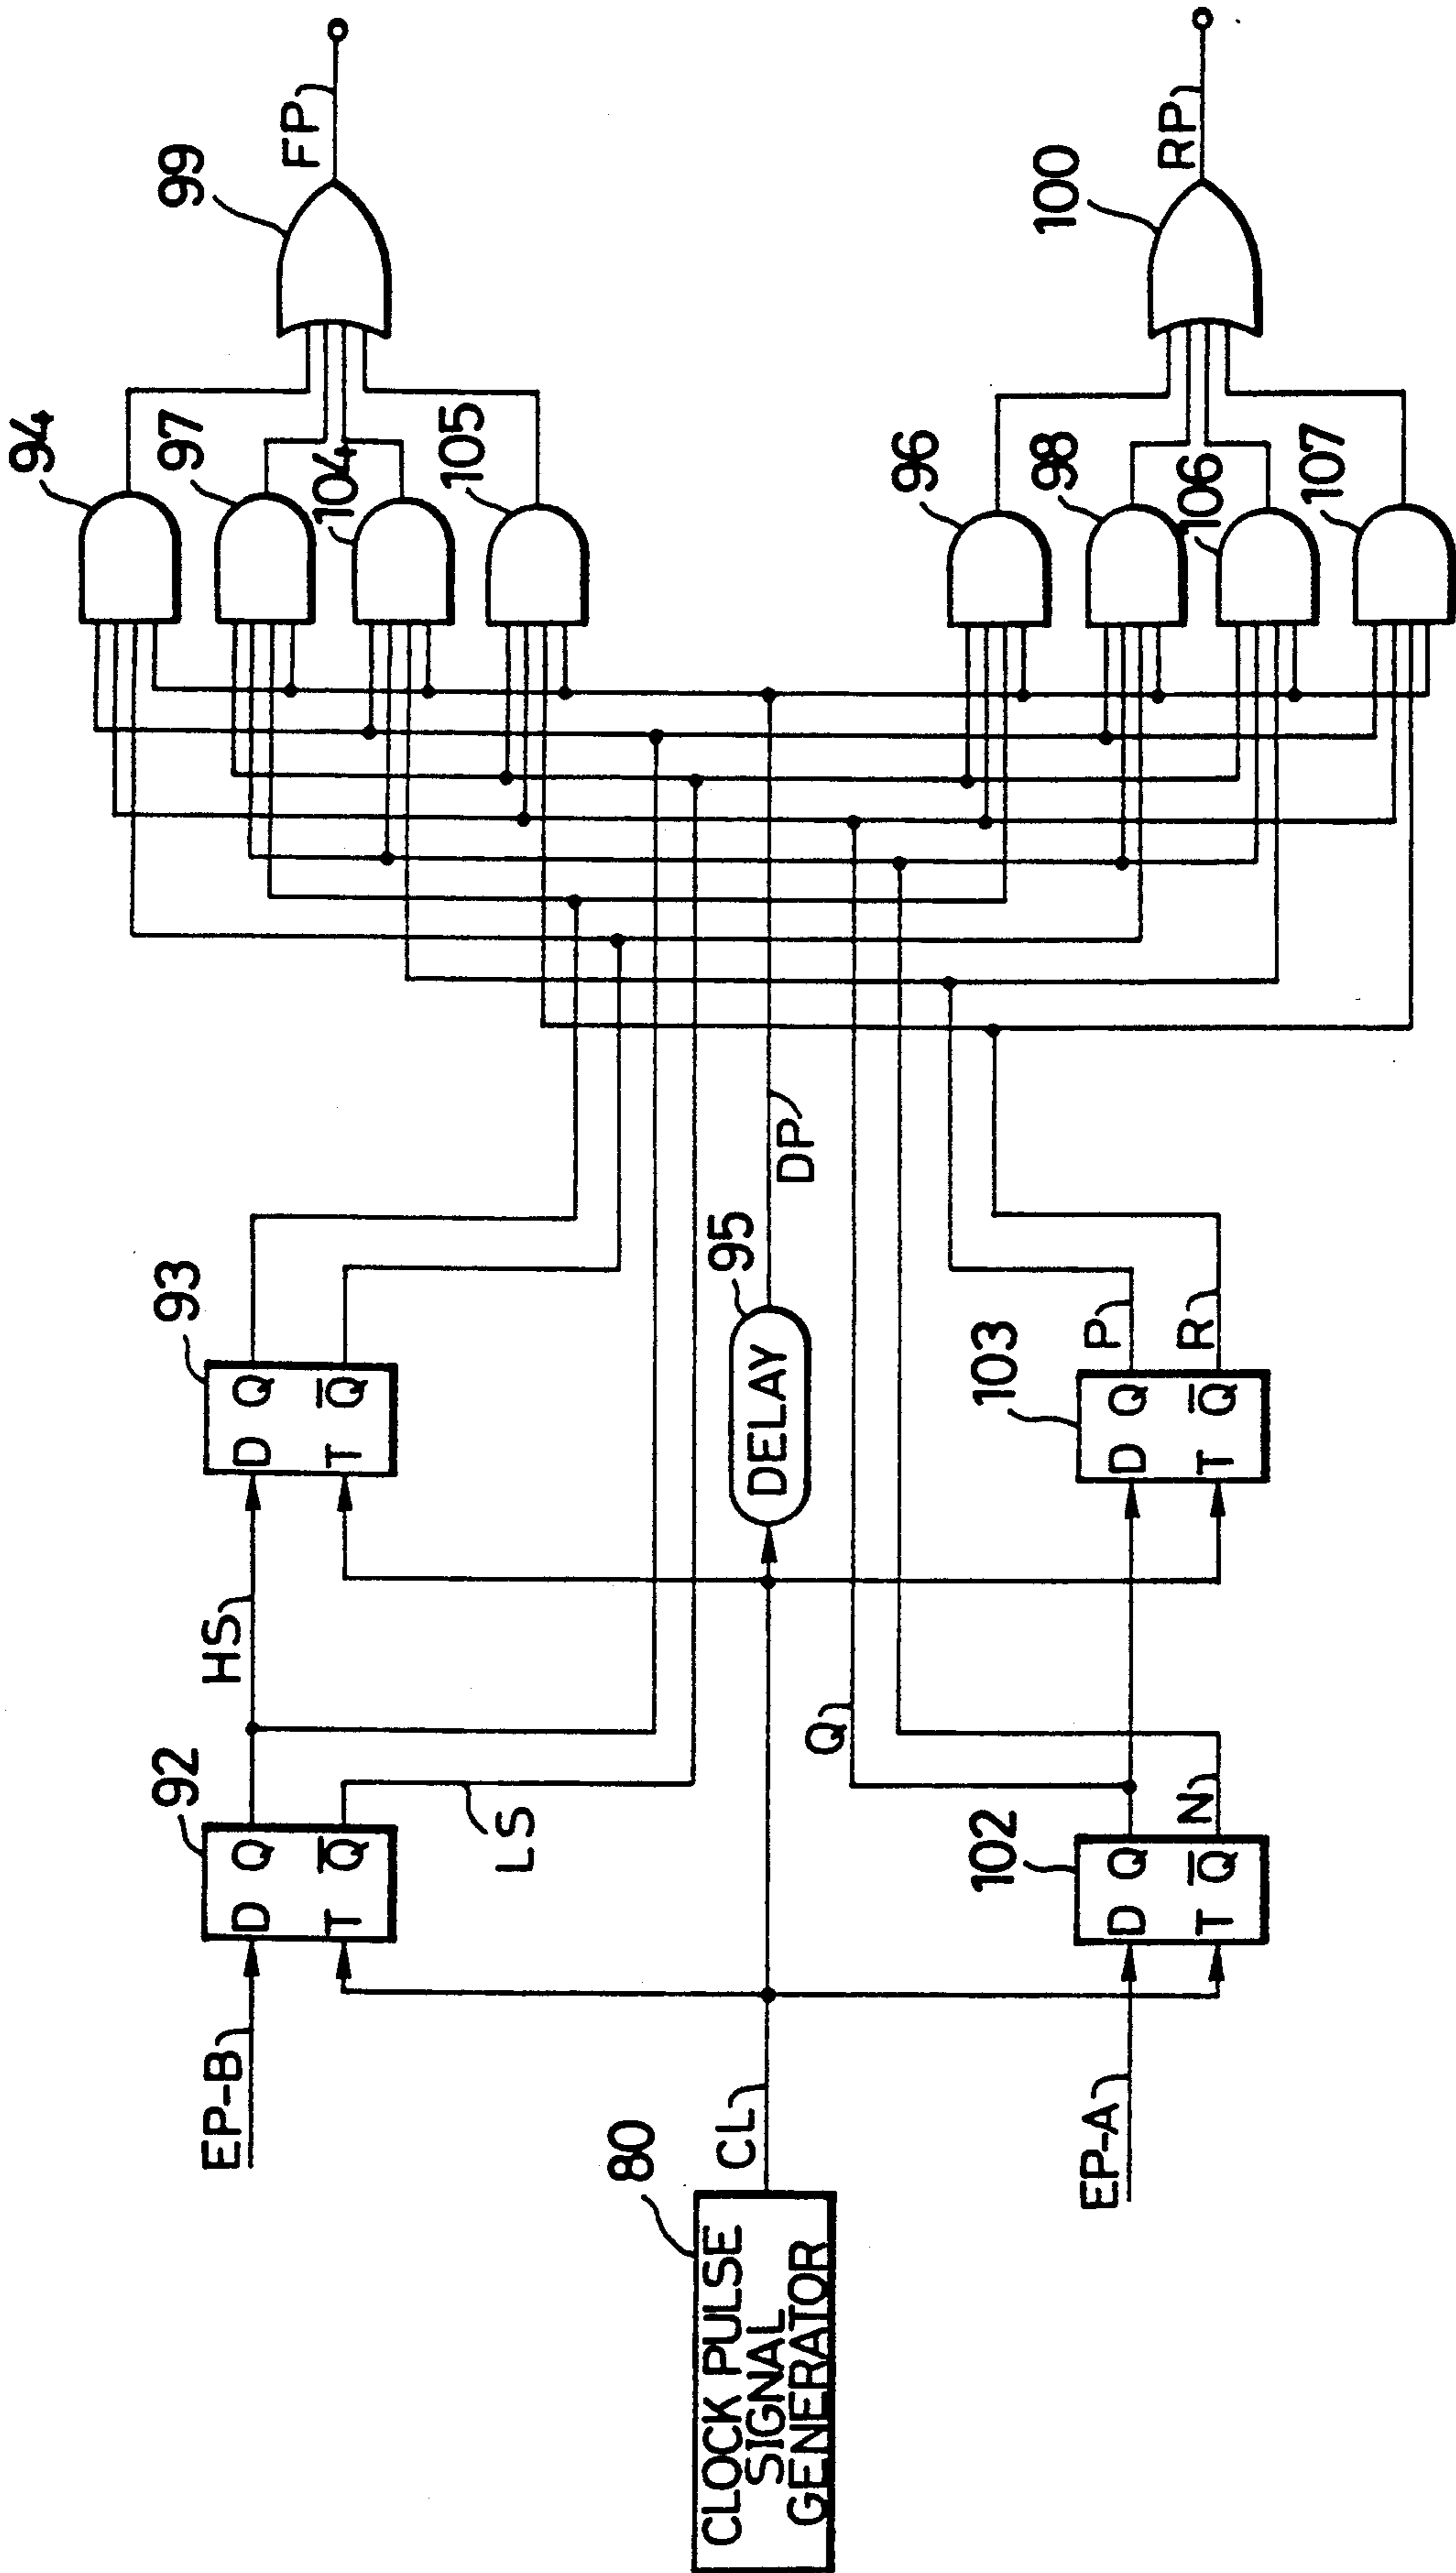 94
99
FP
97
104
105
96
98
106
107
100
RP
93
D Q
T Q̅
HS
92
D Q
T Q̅
LS
EP-B
95
DELAY
DP
80
CLOCK PULSE
SIGNAL
GENERATOR
CL
Q
103
D Q
T Q̅
P
R
102
D Q
T Q̅
N
EP-A